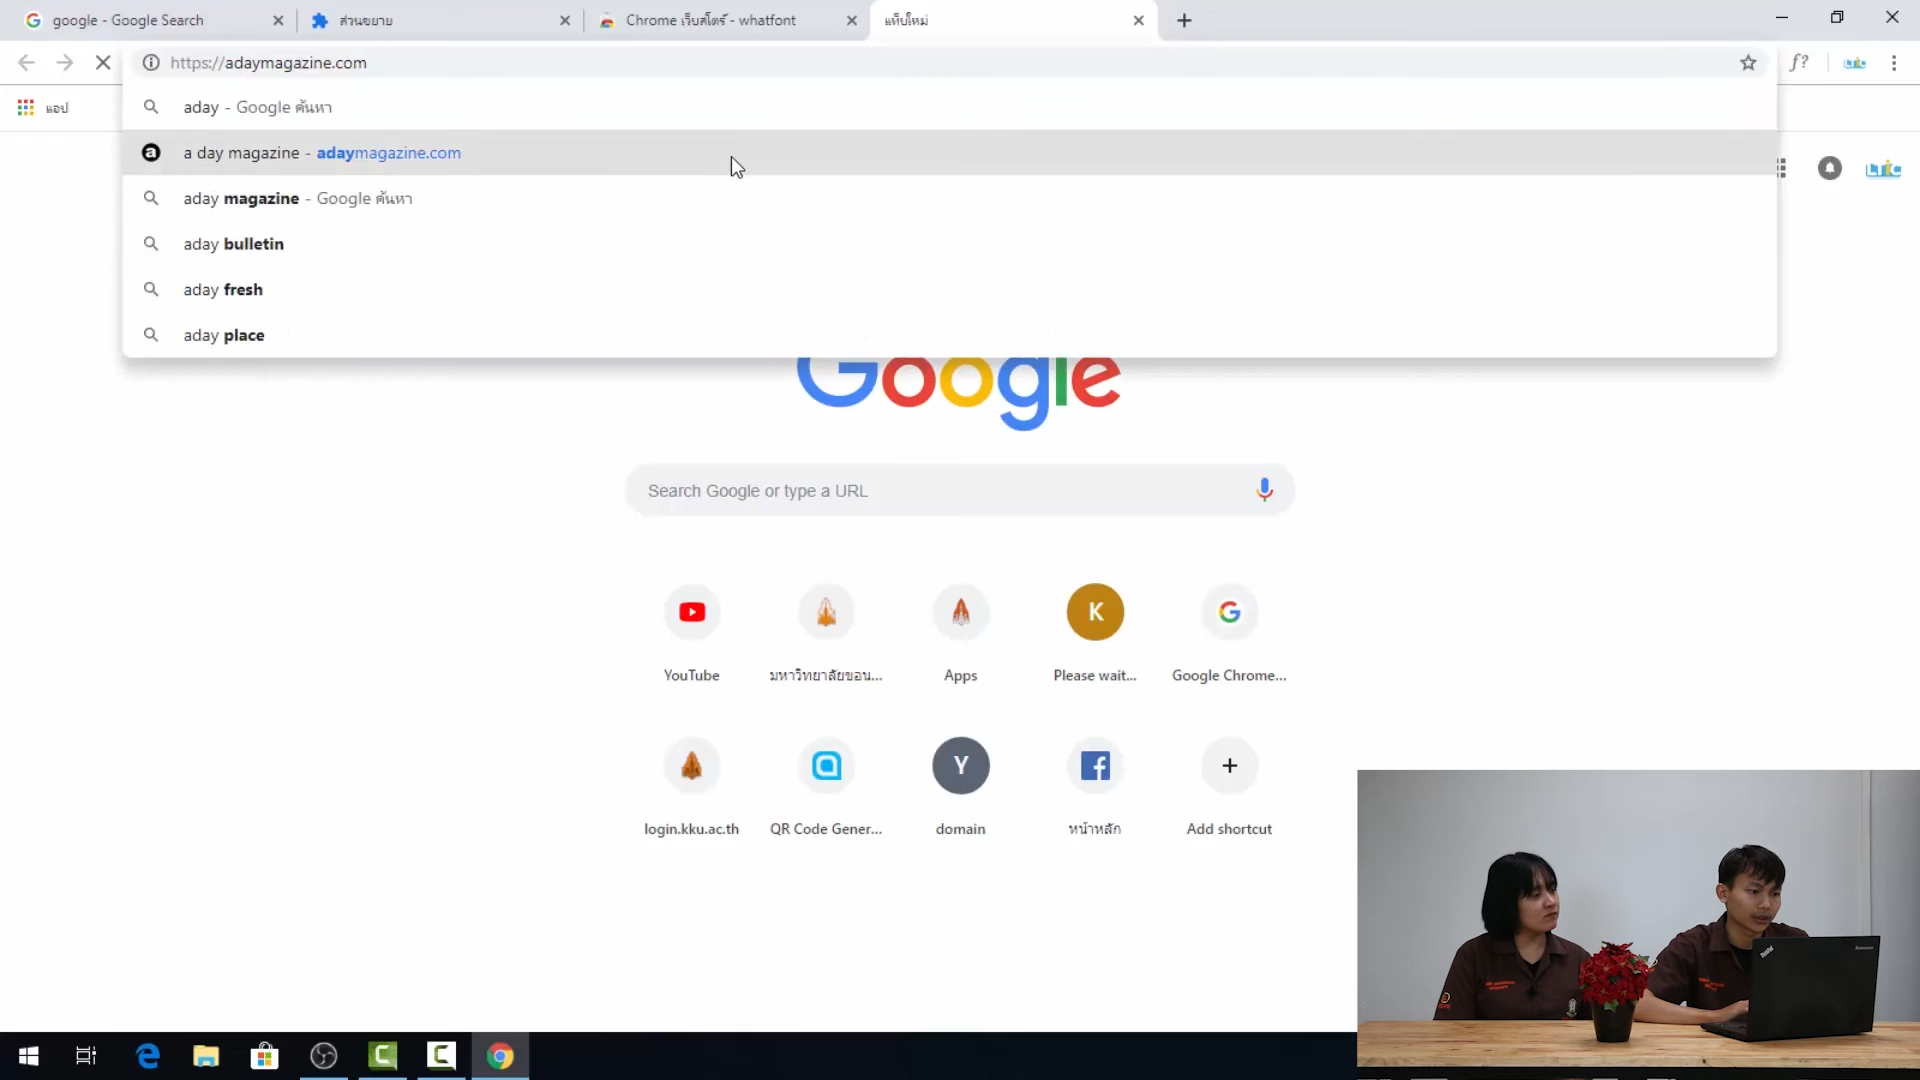 google - Google Search
ส่วนขยาย
Chrome เว็บสโตร์ - whatfont
แท็บใหม่
https://adaymagazine.com
f?
แอป
aday - Google ค้นหา
a day magazine - adaymagazine.com
aday magazine - Google ค้นหา
aday bulletin
aday fresh
aday place
Google
Search Google or type a URL
K
YouTube
มหาวิทยาลัยขอน...
Apps
Please wait...
Google Chrome...
Y
login.kku.ac.th
QR Code Gener...
domain
หน้าหลัก
Add shortcut
ThinkPad